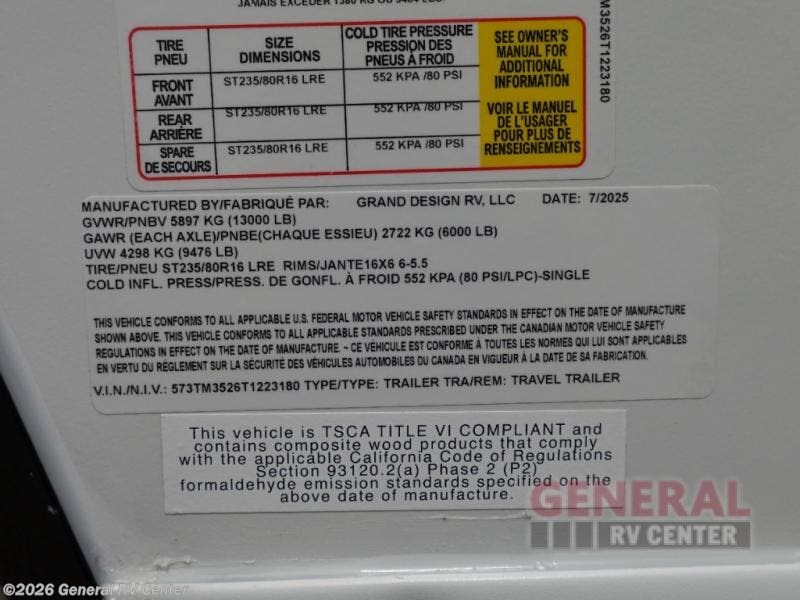 JAMAIS EXCÉDER 1580 KG OU 3484 LBS.
TIRE
PNEU
SIZE
DIMENSIONS
COLD TIRE PRESSURE
PRESSION DES
PNEUS À FROID
FRONT
AVANT
ST235/80R16 LRE
552 KPA /80 PSI
REAR
ARRIÈRE
ST235/80R16 LRE
552 KPA /80 PSI
SPARE
DE SECOURS
ST235/80R16 LRE
552 KPA /80 PSI
SEE OWNER'S
MANUAL FOR
ADDITIONAL
INFORMATION
VOIR LE MANUEL
DE L'USAGER
POUR PLUS DE
RENSEIGNEMENTS
M3526T1223180
MANUFACTURED BY/FABRIQUÉ PAR: GRAND DESIGN RV, LLC DATE: 7/2025
GVWR/PNBV 5897 KG (13000 LB)
GAWR (EACH AXLE)/PNBE(CHAQUE ESSIEU) 2722 KG (6000 LB)
UVW 4298 KG (9476 LB)
TIRE/PNEU ST235/80R16 LRE RIMS/JANTE16X6 6-5.5
COLD INFL. PRESS/PRESS. DE GONFL. À FROID 552 KPA (80 PSI/LPC)-SINGLE
THIS VEHICLE CONFORMS TO ALL APPLICABLE U.S. FEDERAL MOTOR VEHICLE SAFETY STANDARDS IN EFFECT ON THE DATE OF MANUFACTURE
SHOWN ABOVE. THIS VEHICLE CONFORMS TO ALL APPLICABLE STANDARDS PRESCRIBED UNDER THE CANADIAN MOTOR VEHICLE SAFETY
REGULATIONS IN EFFECT ON THE DATE OF MANUFACTURE. - CE VÉHICULE EST CONFORME À TOUTES LES NORMES QUI LUI SONT APPLICABLES
EN VERTU DU RÉGLEMENT SUR LA SÉCURITÉ DES VÉHICULES AUTOMOBILES DU CANADA EN VIGUEUR À LA DATE DE SA FABRICATION.
V.I.N./N.I.V.: 573TM3526T1223180 TYPE/TYPE: TRAILER TRA/REM: TRAVEL TRAILER
This vehicle is TSCA TITLE VI COMPLIANT and
contains composite wood products that comply
with the applicable California Code of Regulations
Section 93120.2(a) Phase 2 (P2)
formaldehyde emission standards specified on the
above date of manufacture.
GENERAL
RV CENTER
©2026 General RV Center